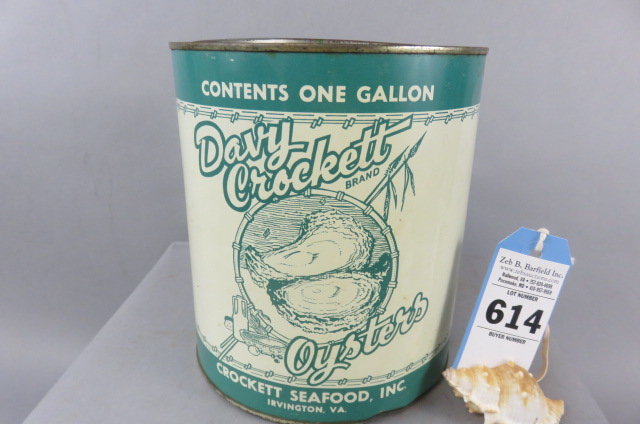 CONTENTS ONE GALLON
Davy
Crockett
BRAND
Oysters
CROCKETT SEAFOOD, INC.
IRVINGTON, VA.
Zeb B. Barfield Inc.
LOT NUMBER
614
BUYER NUMBER